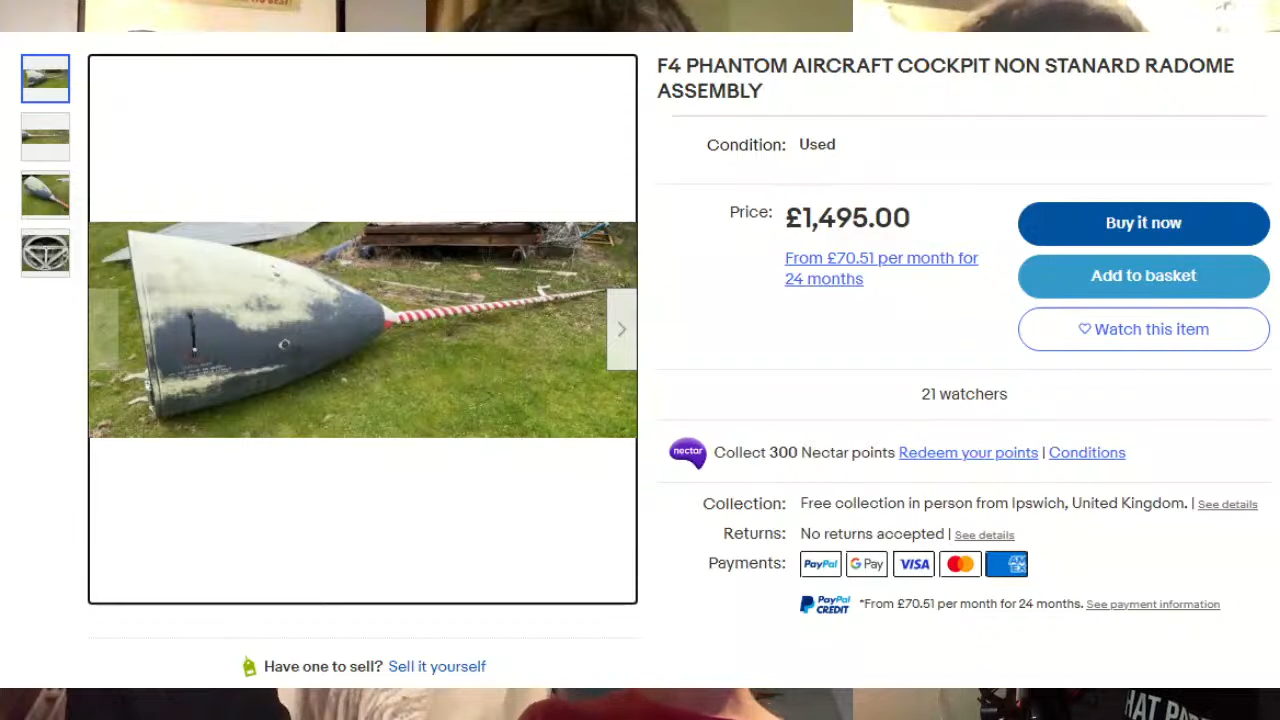 F4 PHANTOM AIRCRAFT COCKPIT NON STANARD RADOME
ASSEMBLY
Condition: Used
Price: £1,495.00
From £70.51 per month for
24 months
Buy it now
Add to basket
Watch this item
21 watchers
nectar Collect 300 Nectar points Redeem your points | Conditions
Collection: Free collection in person from Ipswich, United Kingdom. | See details
Returns: No returns accepted | See details
Payments: PayPal G Pay VISA AMEX
PayPal CREDIT *From £70.51 per month for 24 months. See payment information
Have one to sell? Sell it yourself
HAT